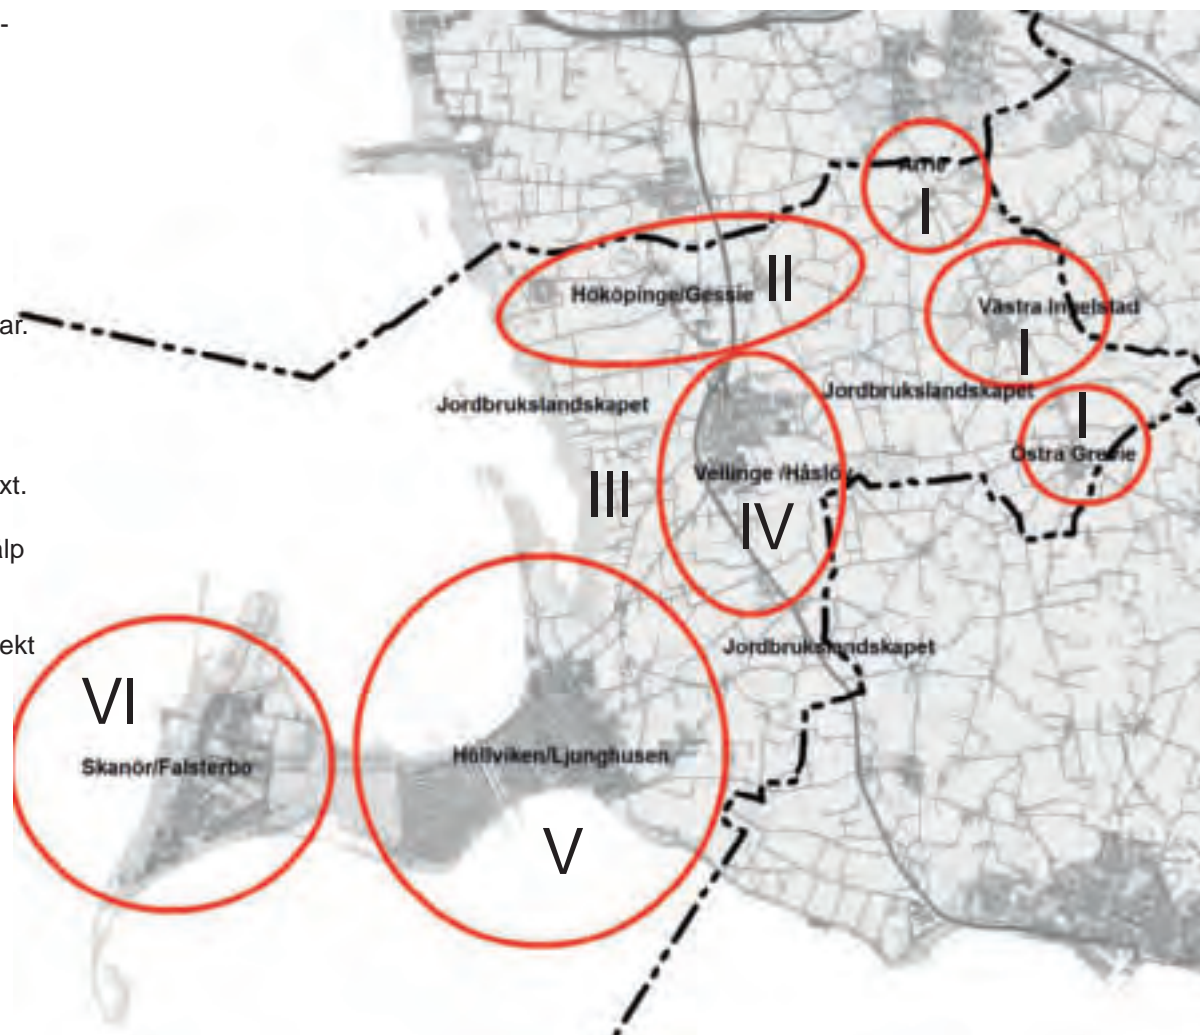 -
I
II
Hököpinge/Gessie
Västra Ingelstad
ar.
I
Jordbrukslandskapet
Jordbrukslandskapet
I
Östra Grevie
Vellinge /Håslöv
xt.
III
IV
ekt
Jordbrukslandskapet
VI
Höllviken/Ljunghusen
Skanör/Falsterbo
V